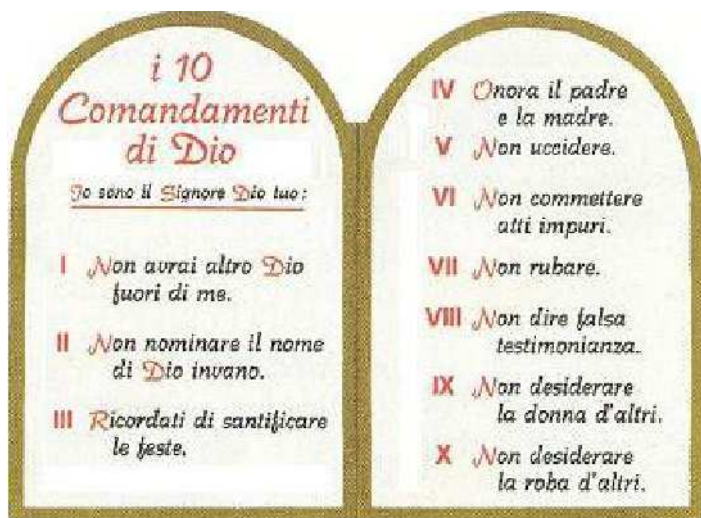 i 10
Comandamenti
di Dio
Io sono il Signore Dio tuo:
I Non avrai altro Dio
fuori di me.
II Non nominare il nome
di Dio invano.
III Ricordati di santificare
le feste.
IV Onora il padre
e la madre.
V Non uccidere.
VI Non commettere
atti impuri.
VII Non rubare.
VIII Non dire falsa
testimonianza.
IX Non desiderare
la donna d'altri.
X Non desiderare
la roba d'altri.